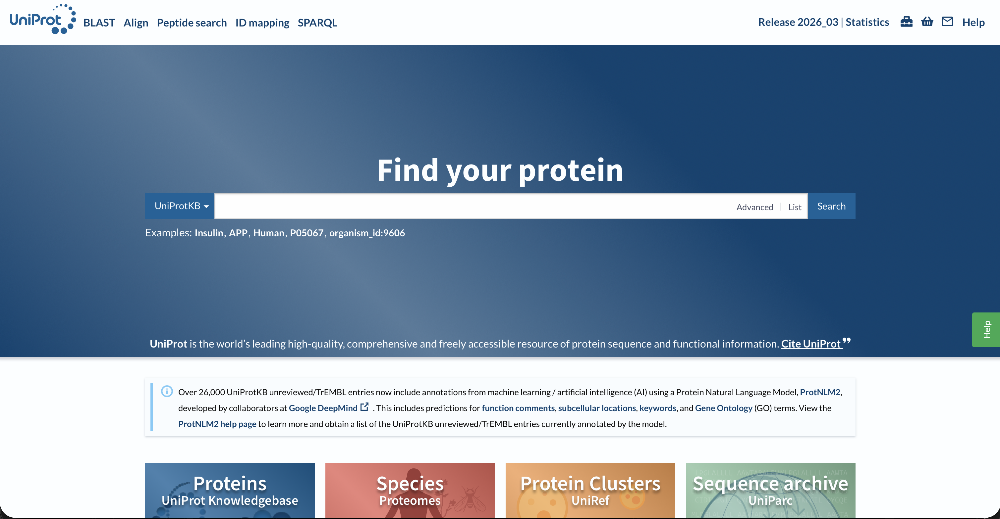 UniProt BLAST Align Peptide search ID mapping SPARQL Release 2026_03 | Statistics Help
Find your protein
UniProtKB Advanced | List Search
Examples: Insulin, APP, Human, P05067, organism_id:9606
Help
UniProt is the world’s leading high-quality, comprehensive and freely accessible resource of protein sequence and functional information. Cite UniProt”
Over 26,000 UniProtKB unreviewed/TrEMBL entries now include annotations from machine learning / artificial intelligence (AI) using a Protein Natural Language Model, ProtNLM2,
developed by collaborators at Google DeepMind . This includes predictions for function comments, subcellular locations, keywords, and Gene Ontology (GO) terms. View the
ProtNLM2 help page to learn more and obtain a list of the UniProtKB unreviewed/TrEMBL entries currently annotated by the model.
Proteins
UniProt Knowledgebase
Species
Proteomes
Protein Clusters
UniRef
Sequence archive
UniParc